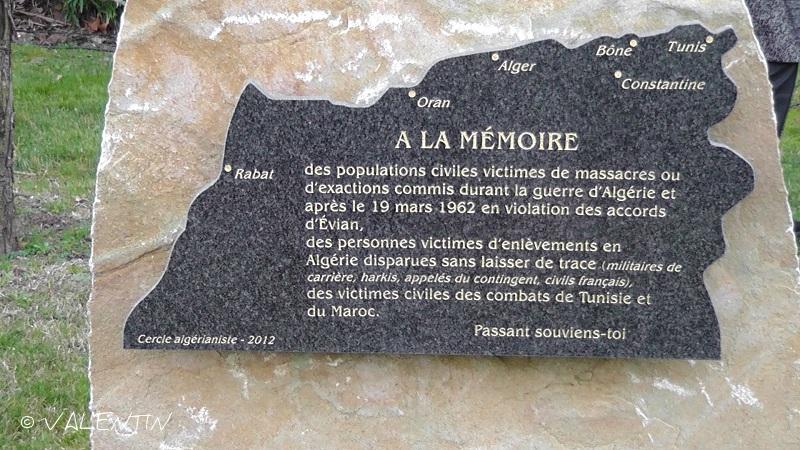 Bône
Tunis
Alger
Constantine
Oran
A LA MÉMOIRE
Rabat
des populations civiles victimes de massacres ou
d'exactions commis durant la guerre d'Algérie et
après le 19 mars 1962 en violation des accords
d'Évian,
des personnes victimes d'enlèvements en
Algérie disparues sans laisser de trace (militaires de
carrière, harkis, appelés du contingent, civils français),
des victimes civiles des combats de Tunisie et
du Maroc.
Passant souviens-toi
Cercle algérianiste - 2012
© VALENTIN